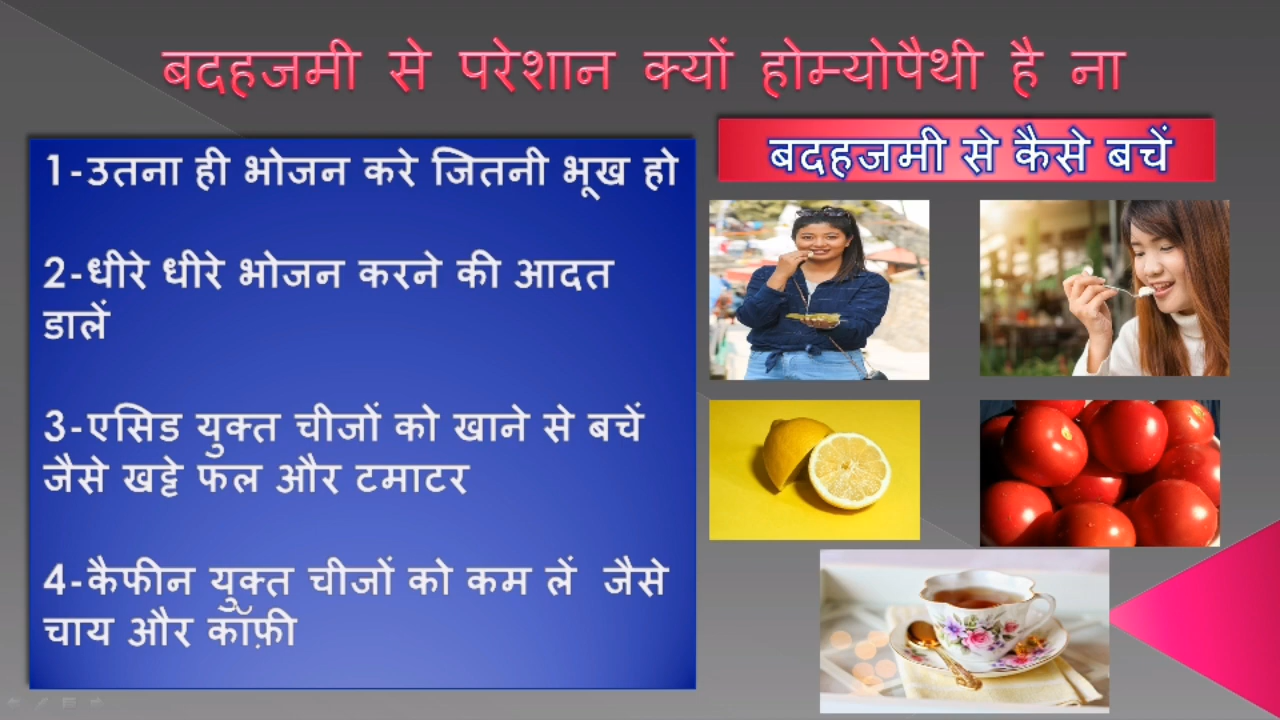 बदहजमी से परेशान क्यों होम्योपैथी है ना
बदहजमी से कैसे बचें
1-उतना ही भोजन करे जितनी भूख हो
2-धीरे धीरे भोजन करने की आदत
डालें
3-एसिड युक्त चीजों को खाने से बचें
जैसे खट्टे फल और टमाटर
4-कैफीन युक्त चीजों को कम लें जैसे
चाय और कॉफ़ी